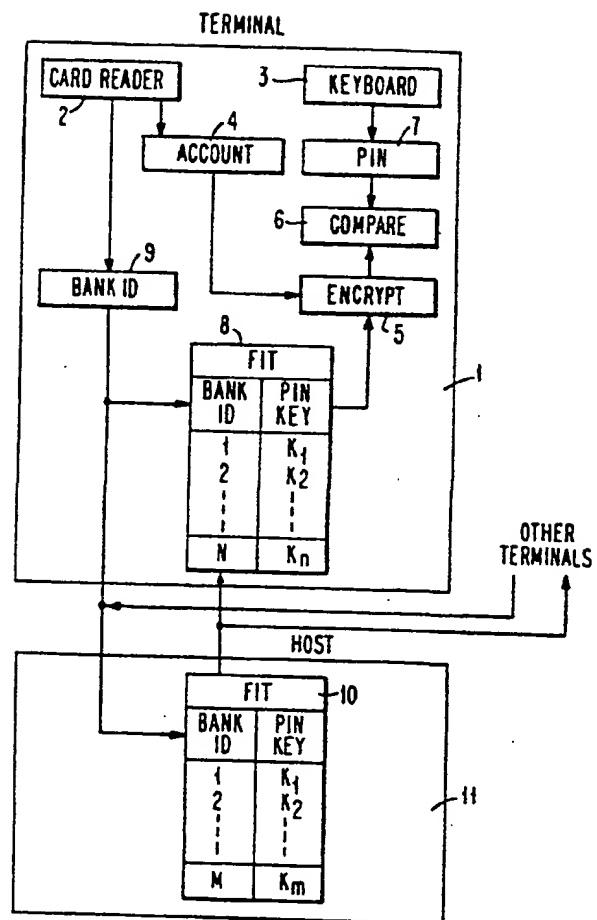 TERMINAL
CARD READER
2
3
KEYBOARD
4
ACCOUNT
7
PIN
6
COMPARE
9
BANK ID
ENCRYPT
5
8
FIT
BANK ID
PIN KEY
1 K1
2 K2
N Kn
1
OTHER TERMINALS
HOST
FIT
10
BANK ID
PIN KEY
1 K1
2 K2
M Km
11